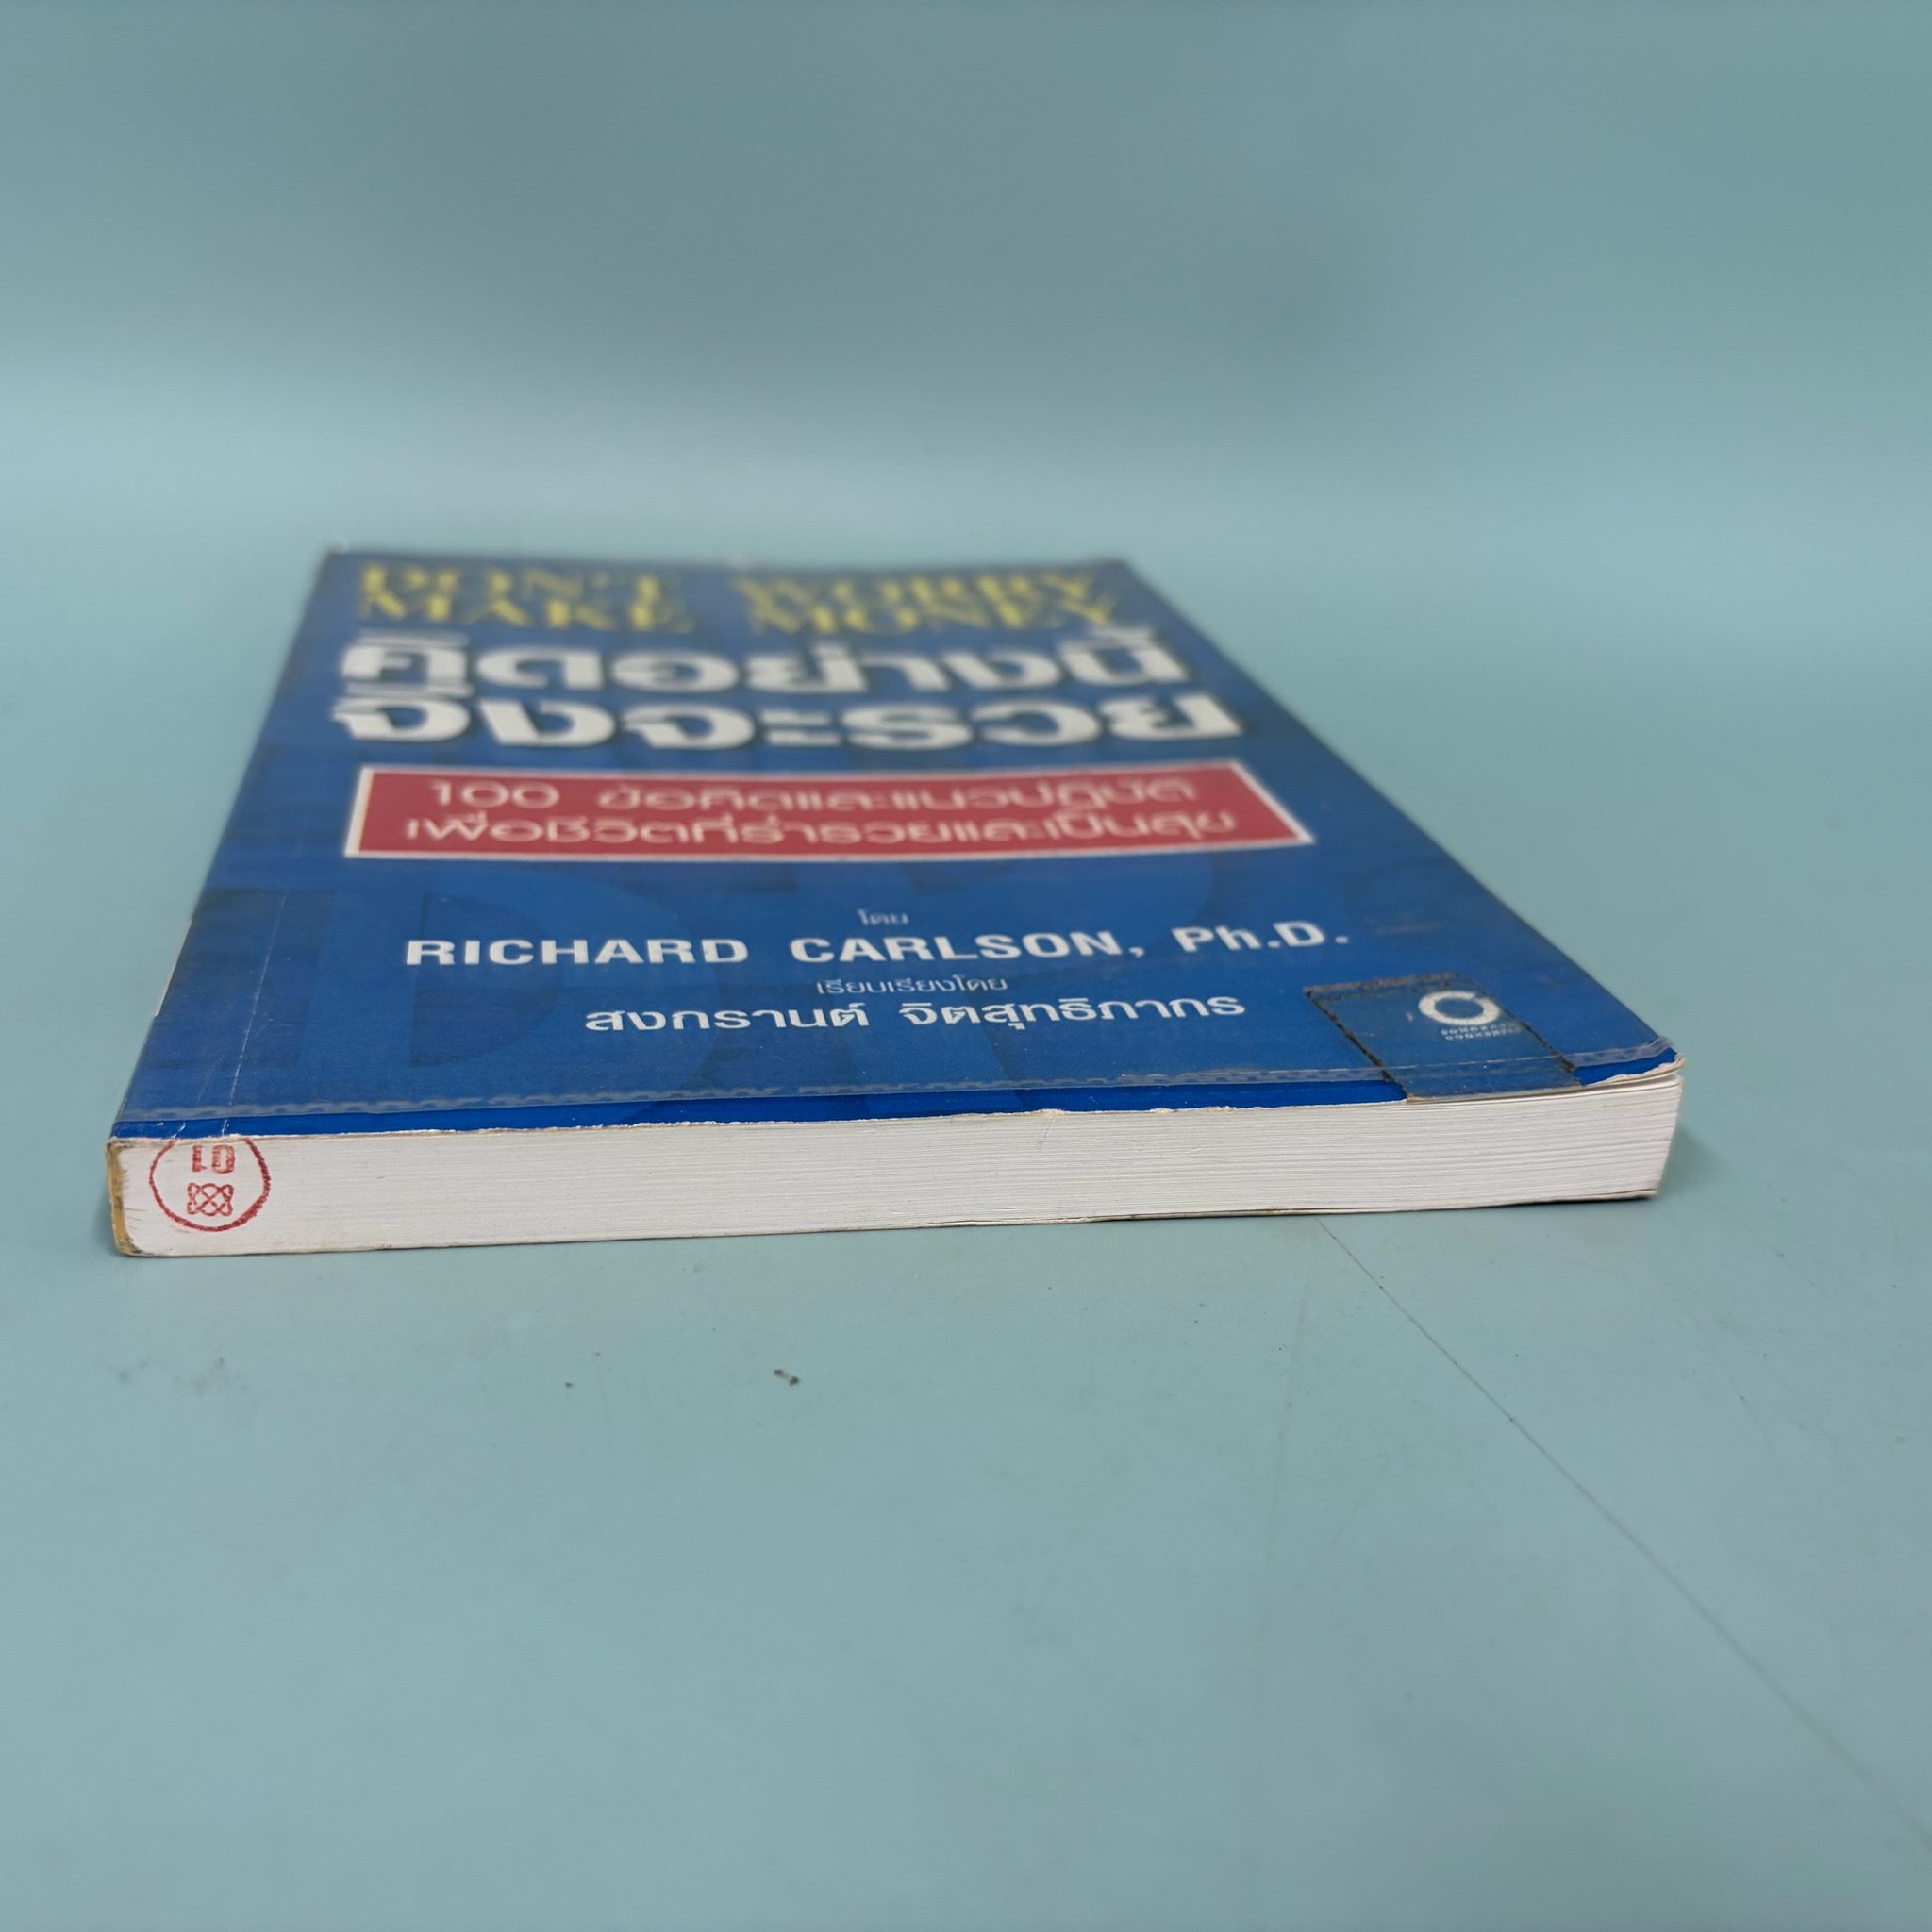 DON'T WORRY
MAKE MONEY
คิดอย่างนี้
จึงจะรวย
100 ข้อคิดและแนวปฏิบัติ
เพื่อชีวิตที่ร่ำรวยและเป็นสุข
โดย
RICHARD CARLSON, Ph.D.
เรียบเรียงโดย
สงกรานต์ จิตสุทธิภากร
01